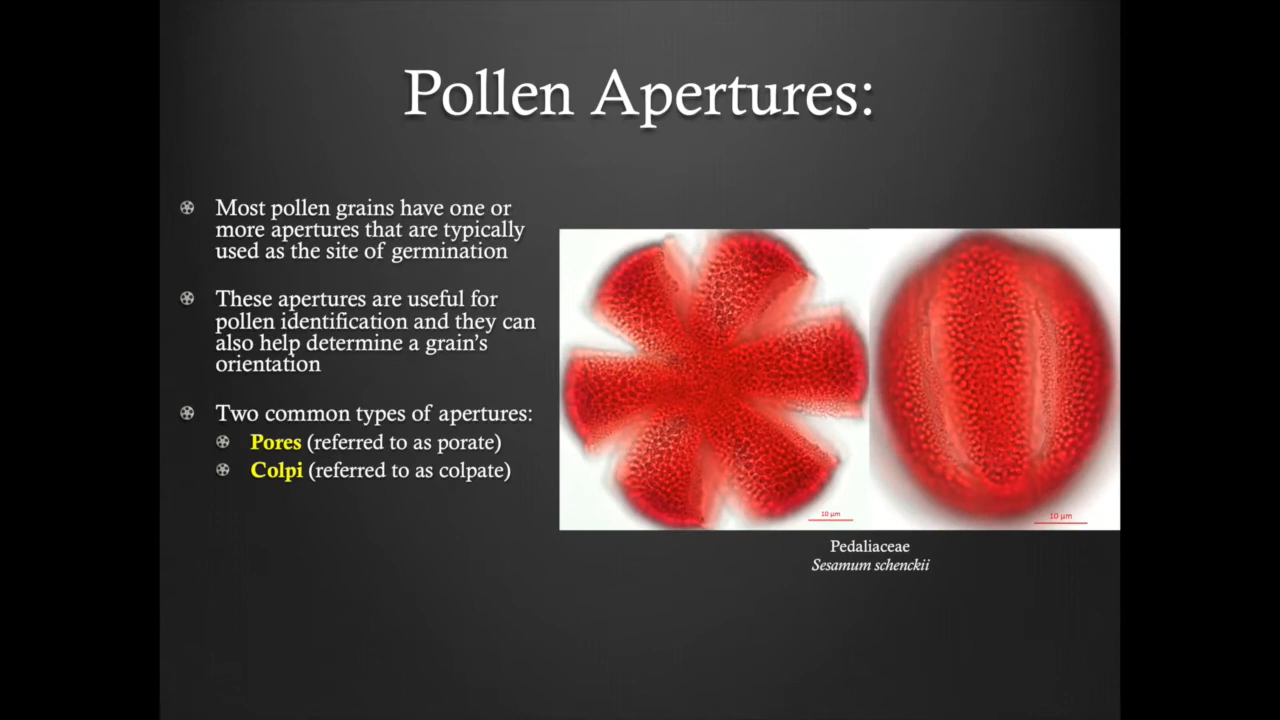 Pollen Apertures:
Most pollen grains have one or
more apertures that are typically
used as the site of germination
These apertures are useful for
pollen identification and they can
also help determine a grain's
orientation
Two common types of apertures:
Pores (referred to as porate)
Colpi (referred to as colpate)
10 µm
10 µm
Pedaliaceae
Sesamum schenckii